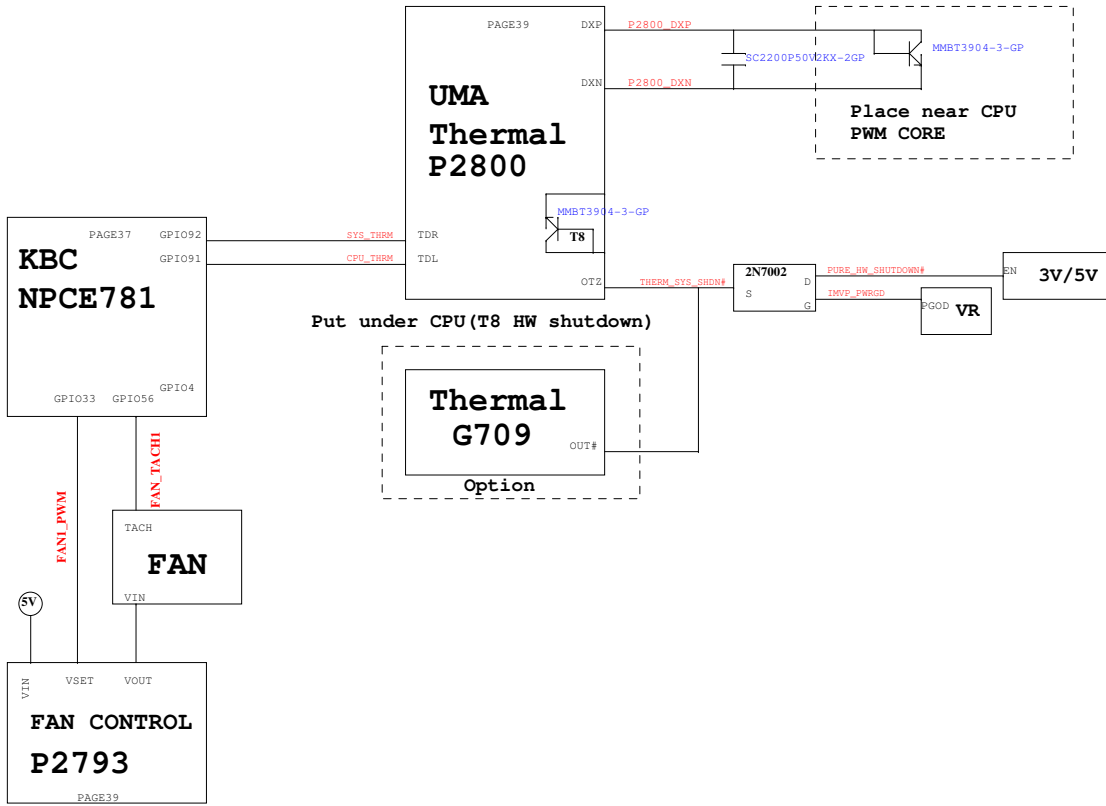 PAGE39
DXP
P2800_DXP
MMBT3904-3-GP
SC2200P50V2KX-2GP
DXN
P2800_DXN
UMA
Thermal
P2800
Place near CPU
PWM CORE
MMBT3904-3-GP
T8
PAGE37
GPIO92
SYS_THRM
TDR
KBC
GPIO91
CPU_THRM
TDL
NPCE781
OTZ
THERM_SYS_SHDN#
2N7002
S
D
G
PURE_HW_SHUTDOWN#
IMVP_PWRGD
EN
3V/5V
PGOD
VR
Put under CPU(T8 HW shutdown)
GPIO4
GPIO33
GPIO56
Thermal
G709
OUT#
Option
FAN1_PWM
FAN_TACH1
TACH
FAN
VIN
5V
VIN
VSET
VOUT
FAN CONTROL
P2793
PAGE39